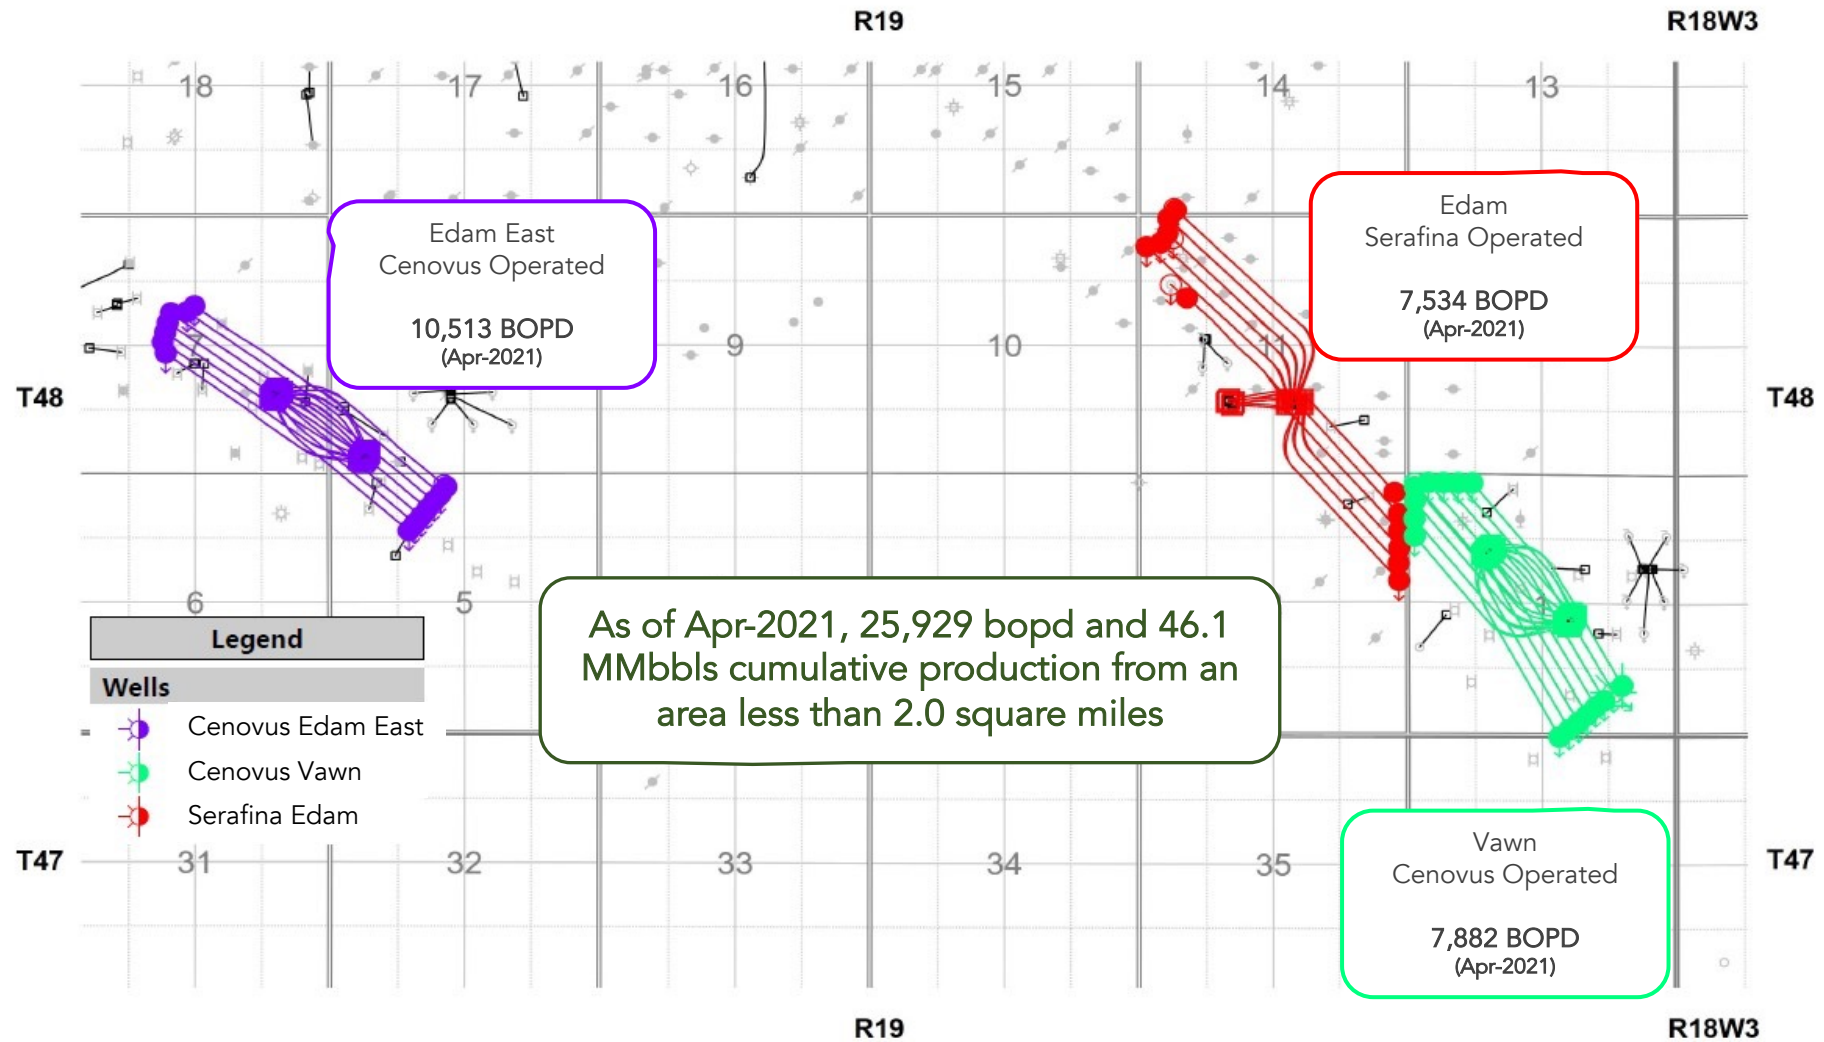 R19
R18W3
18
17
16
15
14
13
Edam
Serafina Operated
7,534 BOPD
(Apr-2021)
Edam East
Cenovus Operated
10,513 BOPD
(Apr-2021)
7
9
10
11
T48
T48
6
5
1
As of Apr-2021, 25,929 bopd and 46.1
MMbbls cumulative production from an
area less than 2.0 square miles
Legend
Wells
Cenovus Edam East
Cenovus Vawn
Serafina Edam
T47
31
32
33
34
35
T47
Vawn
Cenovus Operated
7,882 BOPD
(Apr-2021)
R19
R18W3